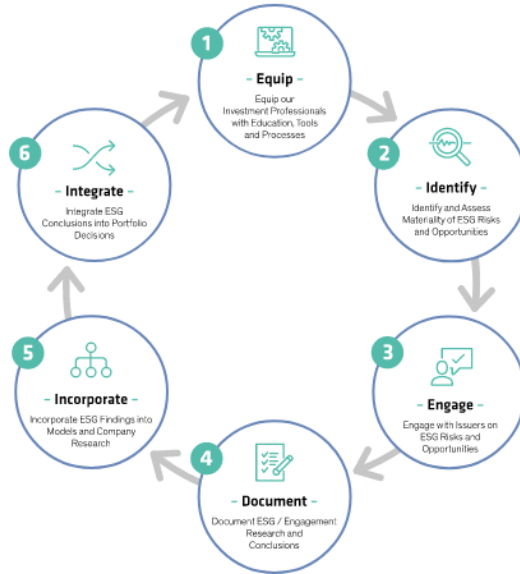 1
- Equip -
Equip our
Investment Professionals
with Education, Tools
and Processes
2
- Identify -
Identify and Assess
Materiality of ESG Risks
and Opportunities
3
- Engage -
Engage with Issuers on
ESG Risks and
Opportunities
4
- Document -
Document ESG / Engagement
Research and
Conclusions
5
- Incorporate -
Incorporate ESG Findings into
Models and Company
Research
6
- Integrate -
Integrate ESG
Conclusions into Portfolio
Decisions